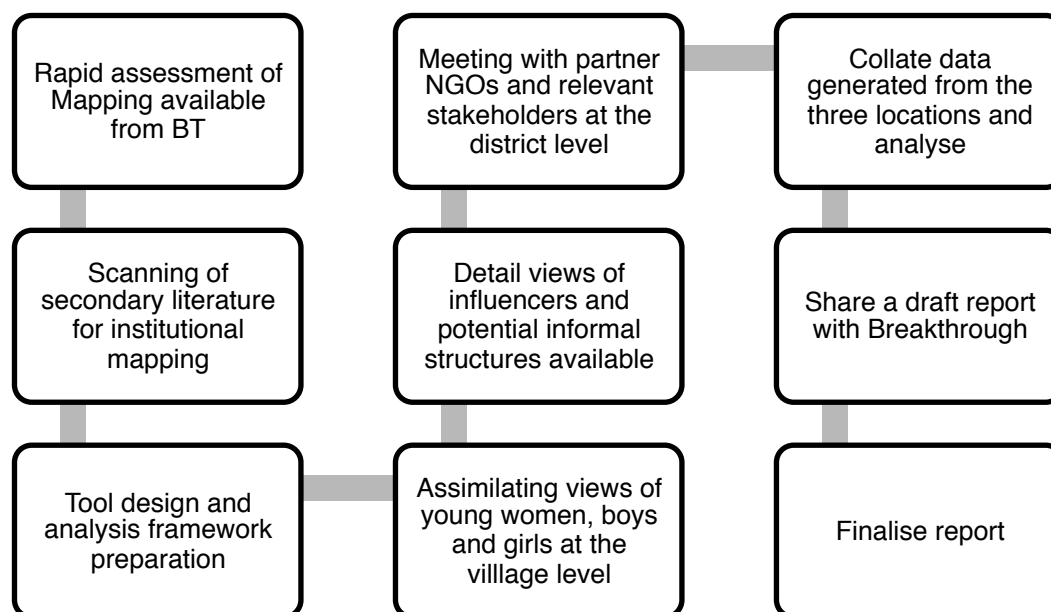 Rapid assessment of
Mapping available
from BT
Scanning of
secondary literature
for institutional
mapping
Tool design and
analysis framework
preparation
Assimilating views of
young women, boys
and girls at the
villlage level
Detail views of
influencers and
potential informal
structures available
Meeting with partner
NGOs and relevant
stakeholders at the
district level
Collate data
generated from the
three locations and
analyse
Share a draft report
with Breakthrough
Finalise report